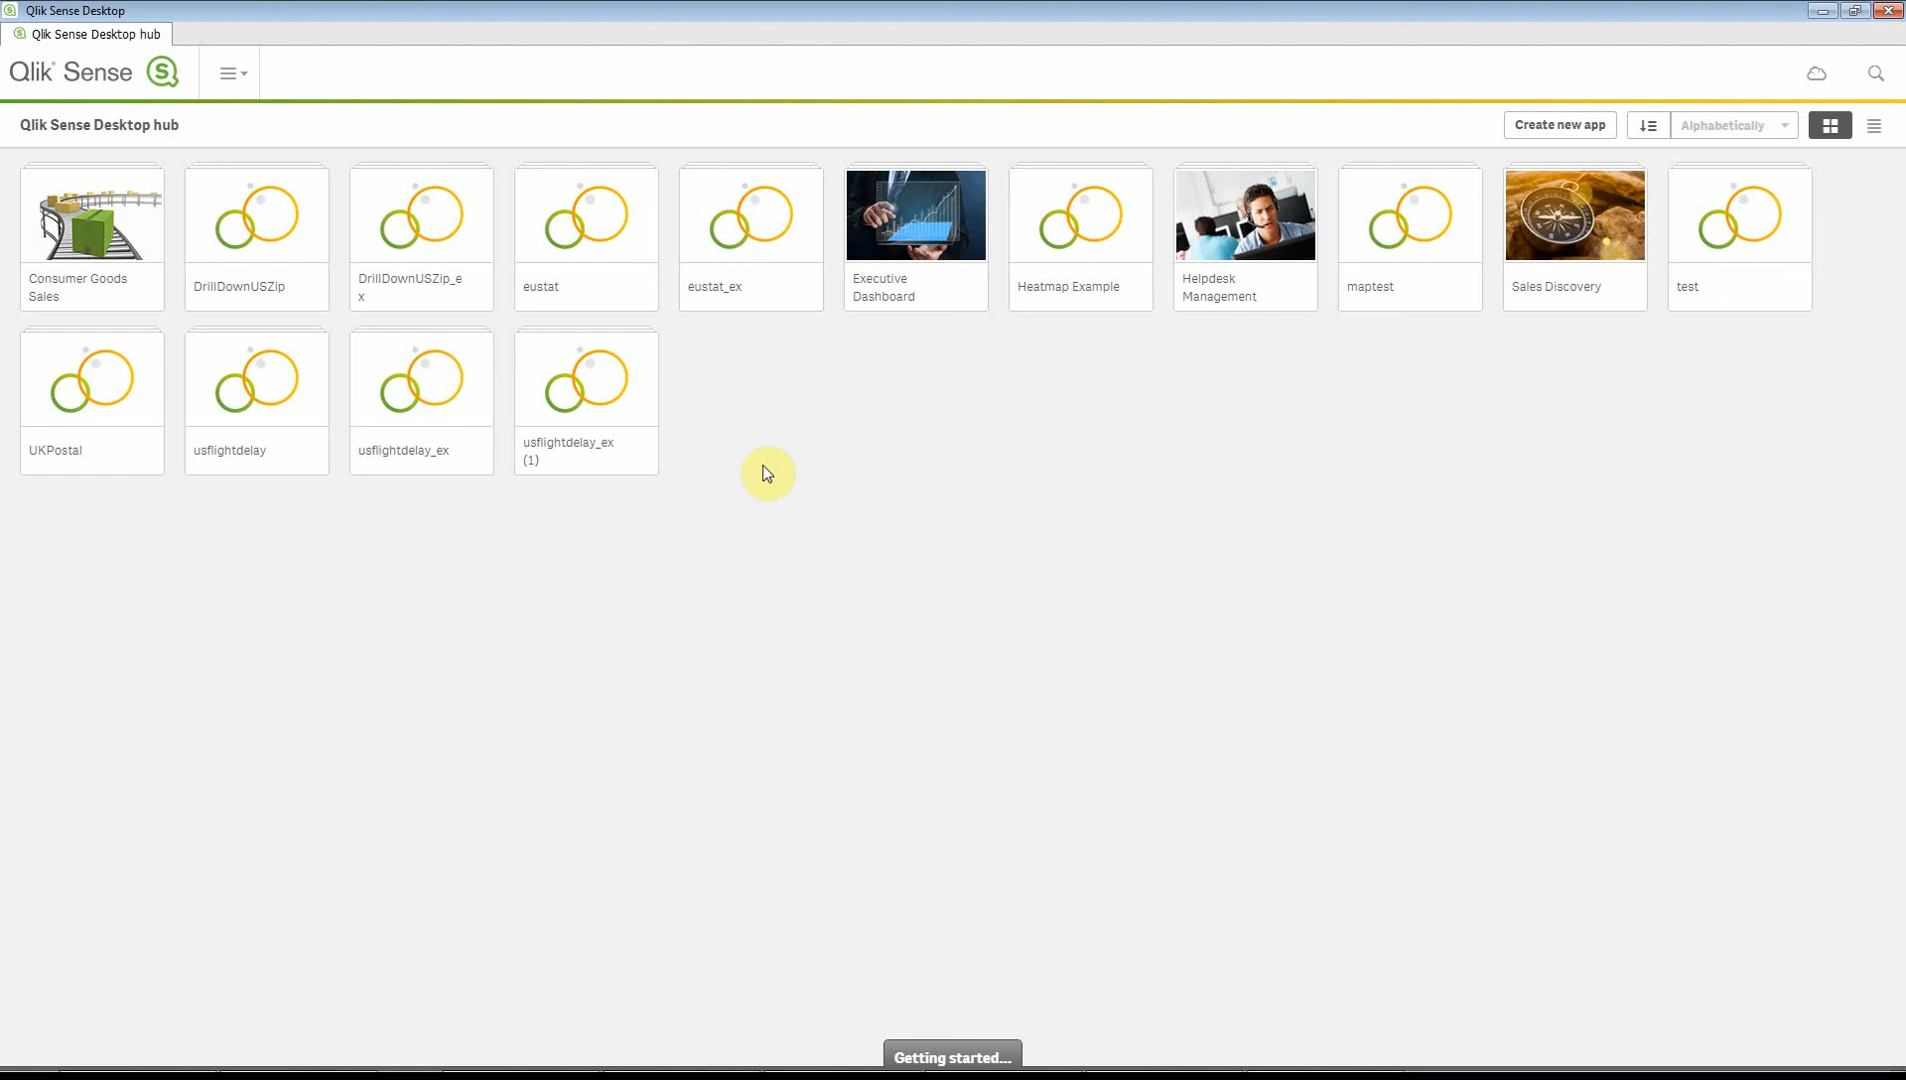 Qlik Sense Desktop
Qlik Sense Desktop hub
Qlik Sense
Qlik Sense Desktop hub
Create new app
Alphabetically
Consumer Goods
Sales
DrillDownUSZip
DrillDownUSZip_e
x
eustat
eustat_ex
Executive
Dashboard
Heatmap Example
Helpdesk
Management
maptest
Sales Discovery
test
UKPostal
usflightdelay
usflightdelay_ex
usflightdelay_ex
(1)
Getting started...